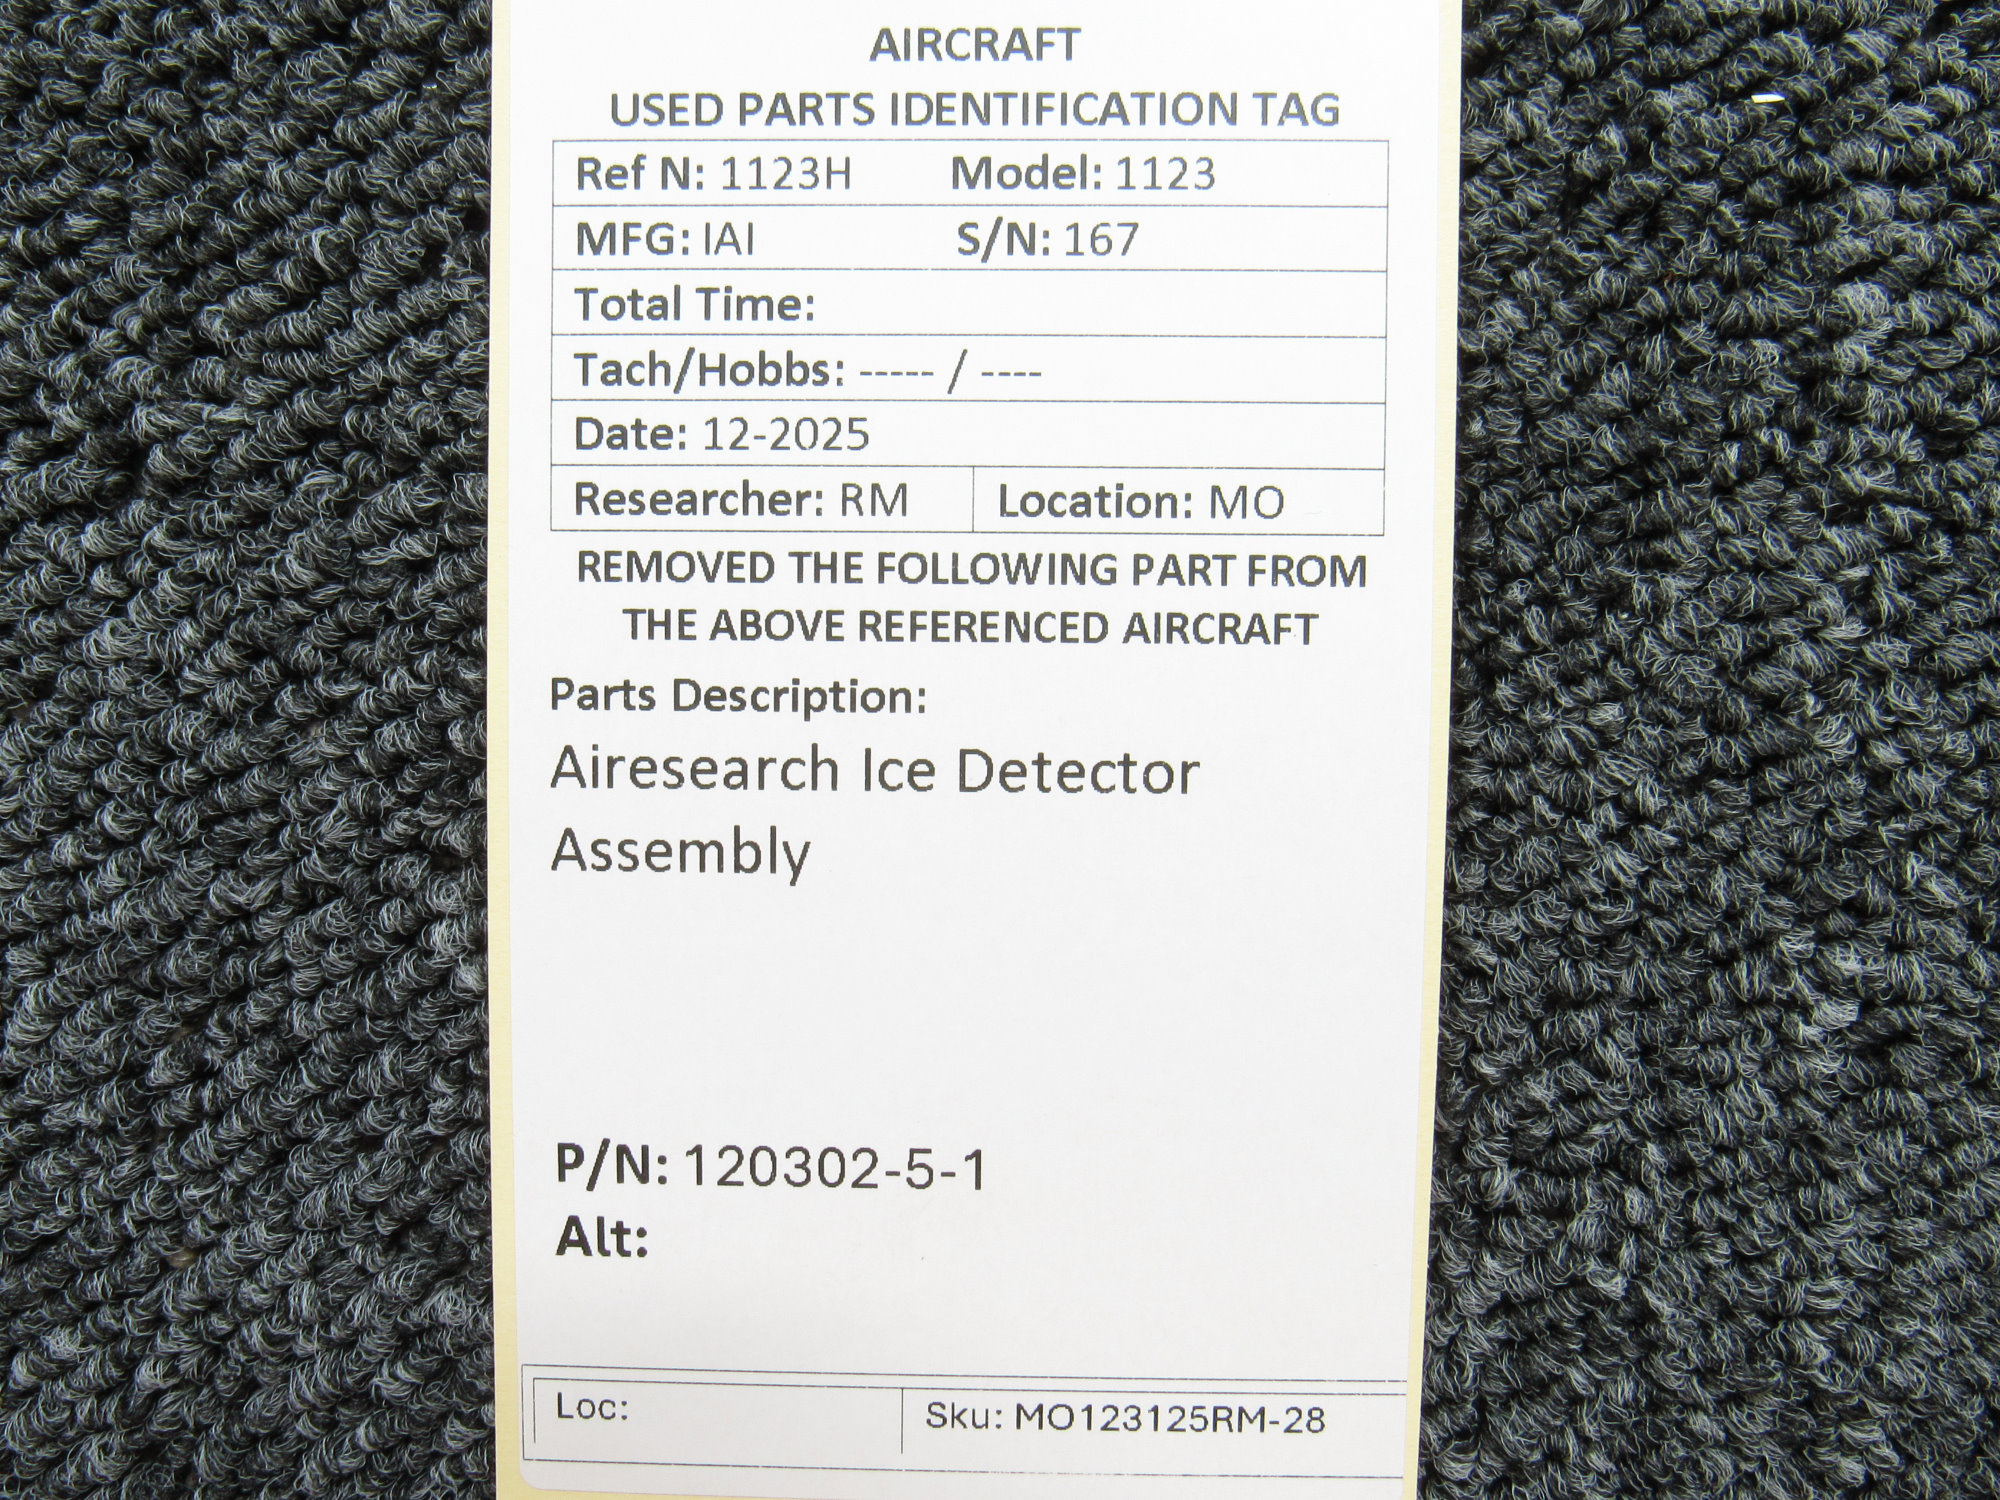 AIRCRAFT
USED PARTS IDENTIFICATION TAG
Ref N: 1123H Model: 1123
MFG: IAI S/N: 167
Total Time:
Tach/Hobbs: ----- / ----
Date: 12-2025
Researcher: RM Location: MO
REMOVED THE FOLLOWING PART FROM
THE ABOVE REFERENCED AIRCRAFT
Parts Description:
Airesearch Ice Detector
Assembly
P/N: 120302-5-1
Alt:
Loc: Sku: MO123125RM-28